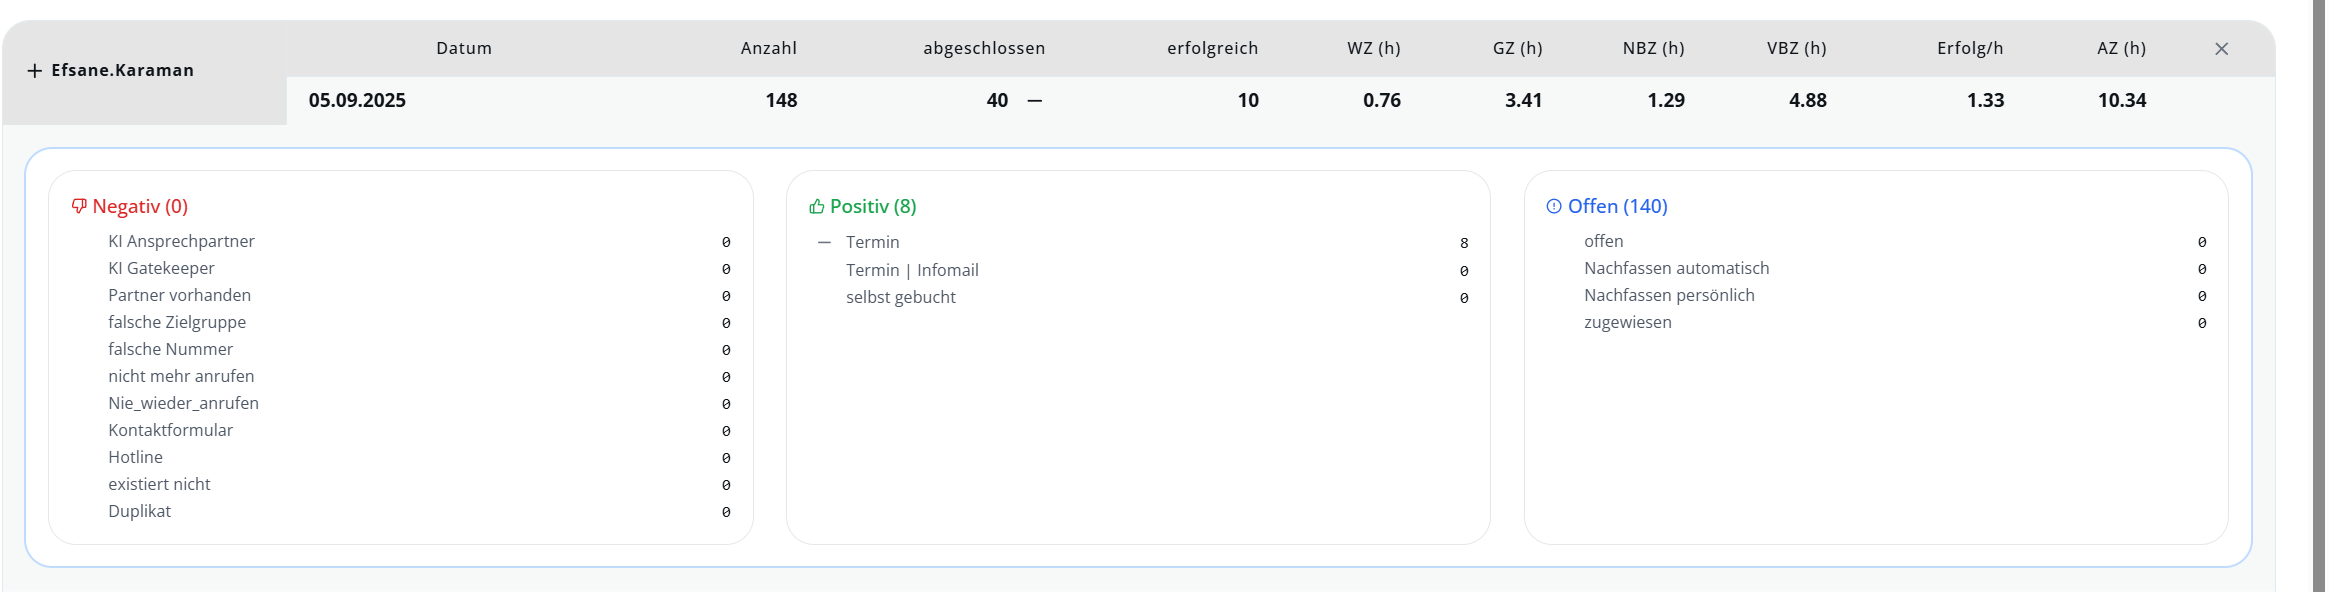 Datum Anzahl abgeschlossen erfolgreich WZ (h) GZ (h) NBZ (h) VBZ (h) Erfolg/h AZ (h)
Efsane.Karaman
05.09.2025 148 40 — 10 0.76 3.41 1.29 4.88 1.33 10.34
Negativ (0)
KI Ansprechpartner 0
KI Gatekeeper 0
Partner vorhanden 0
falsche Zielgruppe 0
falsche Nummer 0
nicht mehr anrufen 0
Nie_wieder_anrufen 0
Kontaktformular 0
Hotline 0
existiert nicht 0
Duplikat 0
Positiv (8)
— Termin 8
Termin | Infomail 0
selbst gebucht 0
Offen (140)
offen 0
Nachfassen automatisch 0
Nachfassen persönlich 0
zugewiesen 0